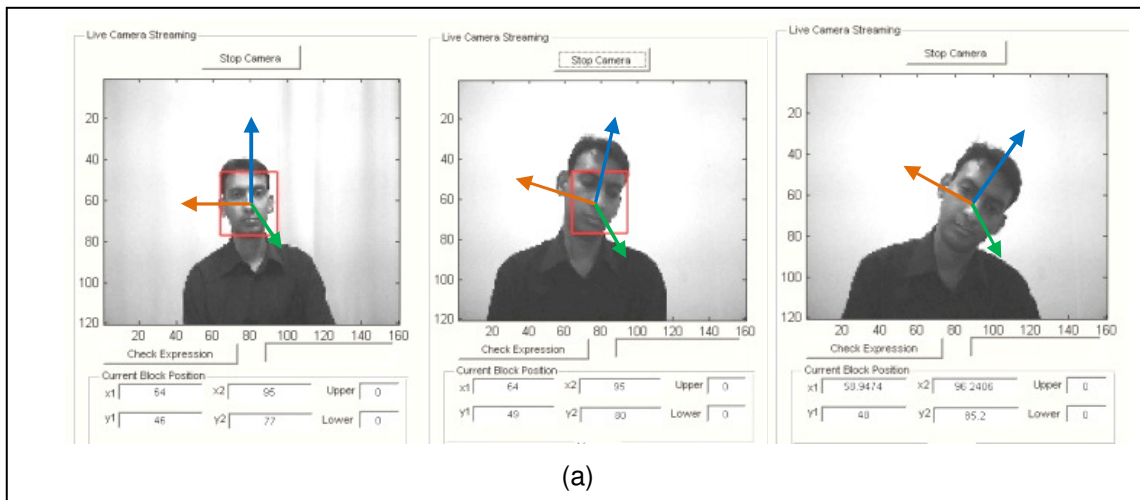 Live Camera Streaming
Stop Camera
20
40
60
80
100
120
20 40 60 80 100 120 140 160
Check Expression
Current Block Position
x1 64 x2 95 Upper 0
y1 46 y2 77 Lower 0
Live Camera Streaming
Stop Camera
20
40
60
80
100
120
20 40 60 80 100 120 140 160
Check Expression
Current Block Position
x1 64 x2 95 Upper 0
y1 49 y2 80 Lower 0
Live Camera Streaming
Stop Camera
20
40
60
80
100
120
20 40 60 80 100 120 140 160
Check Expression
Current Block Position
x1 58.9474 x2 96.2406 Upper 0
y1 48 y2 85.2 Lower 0
(a)